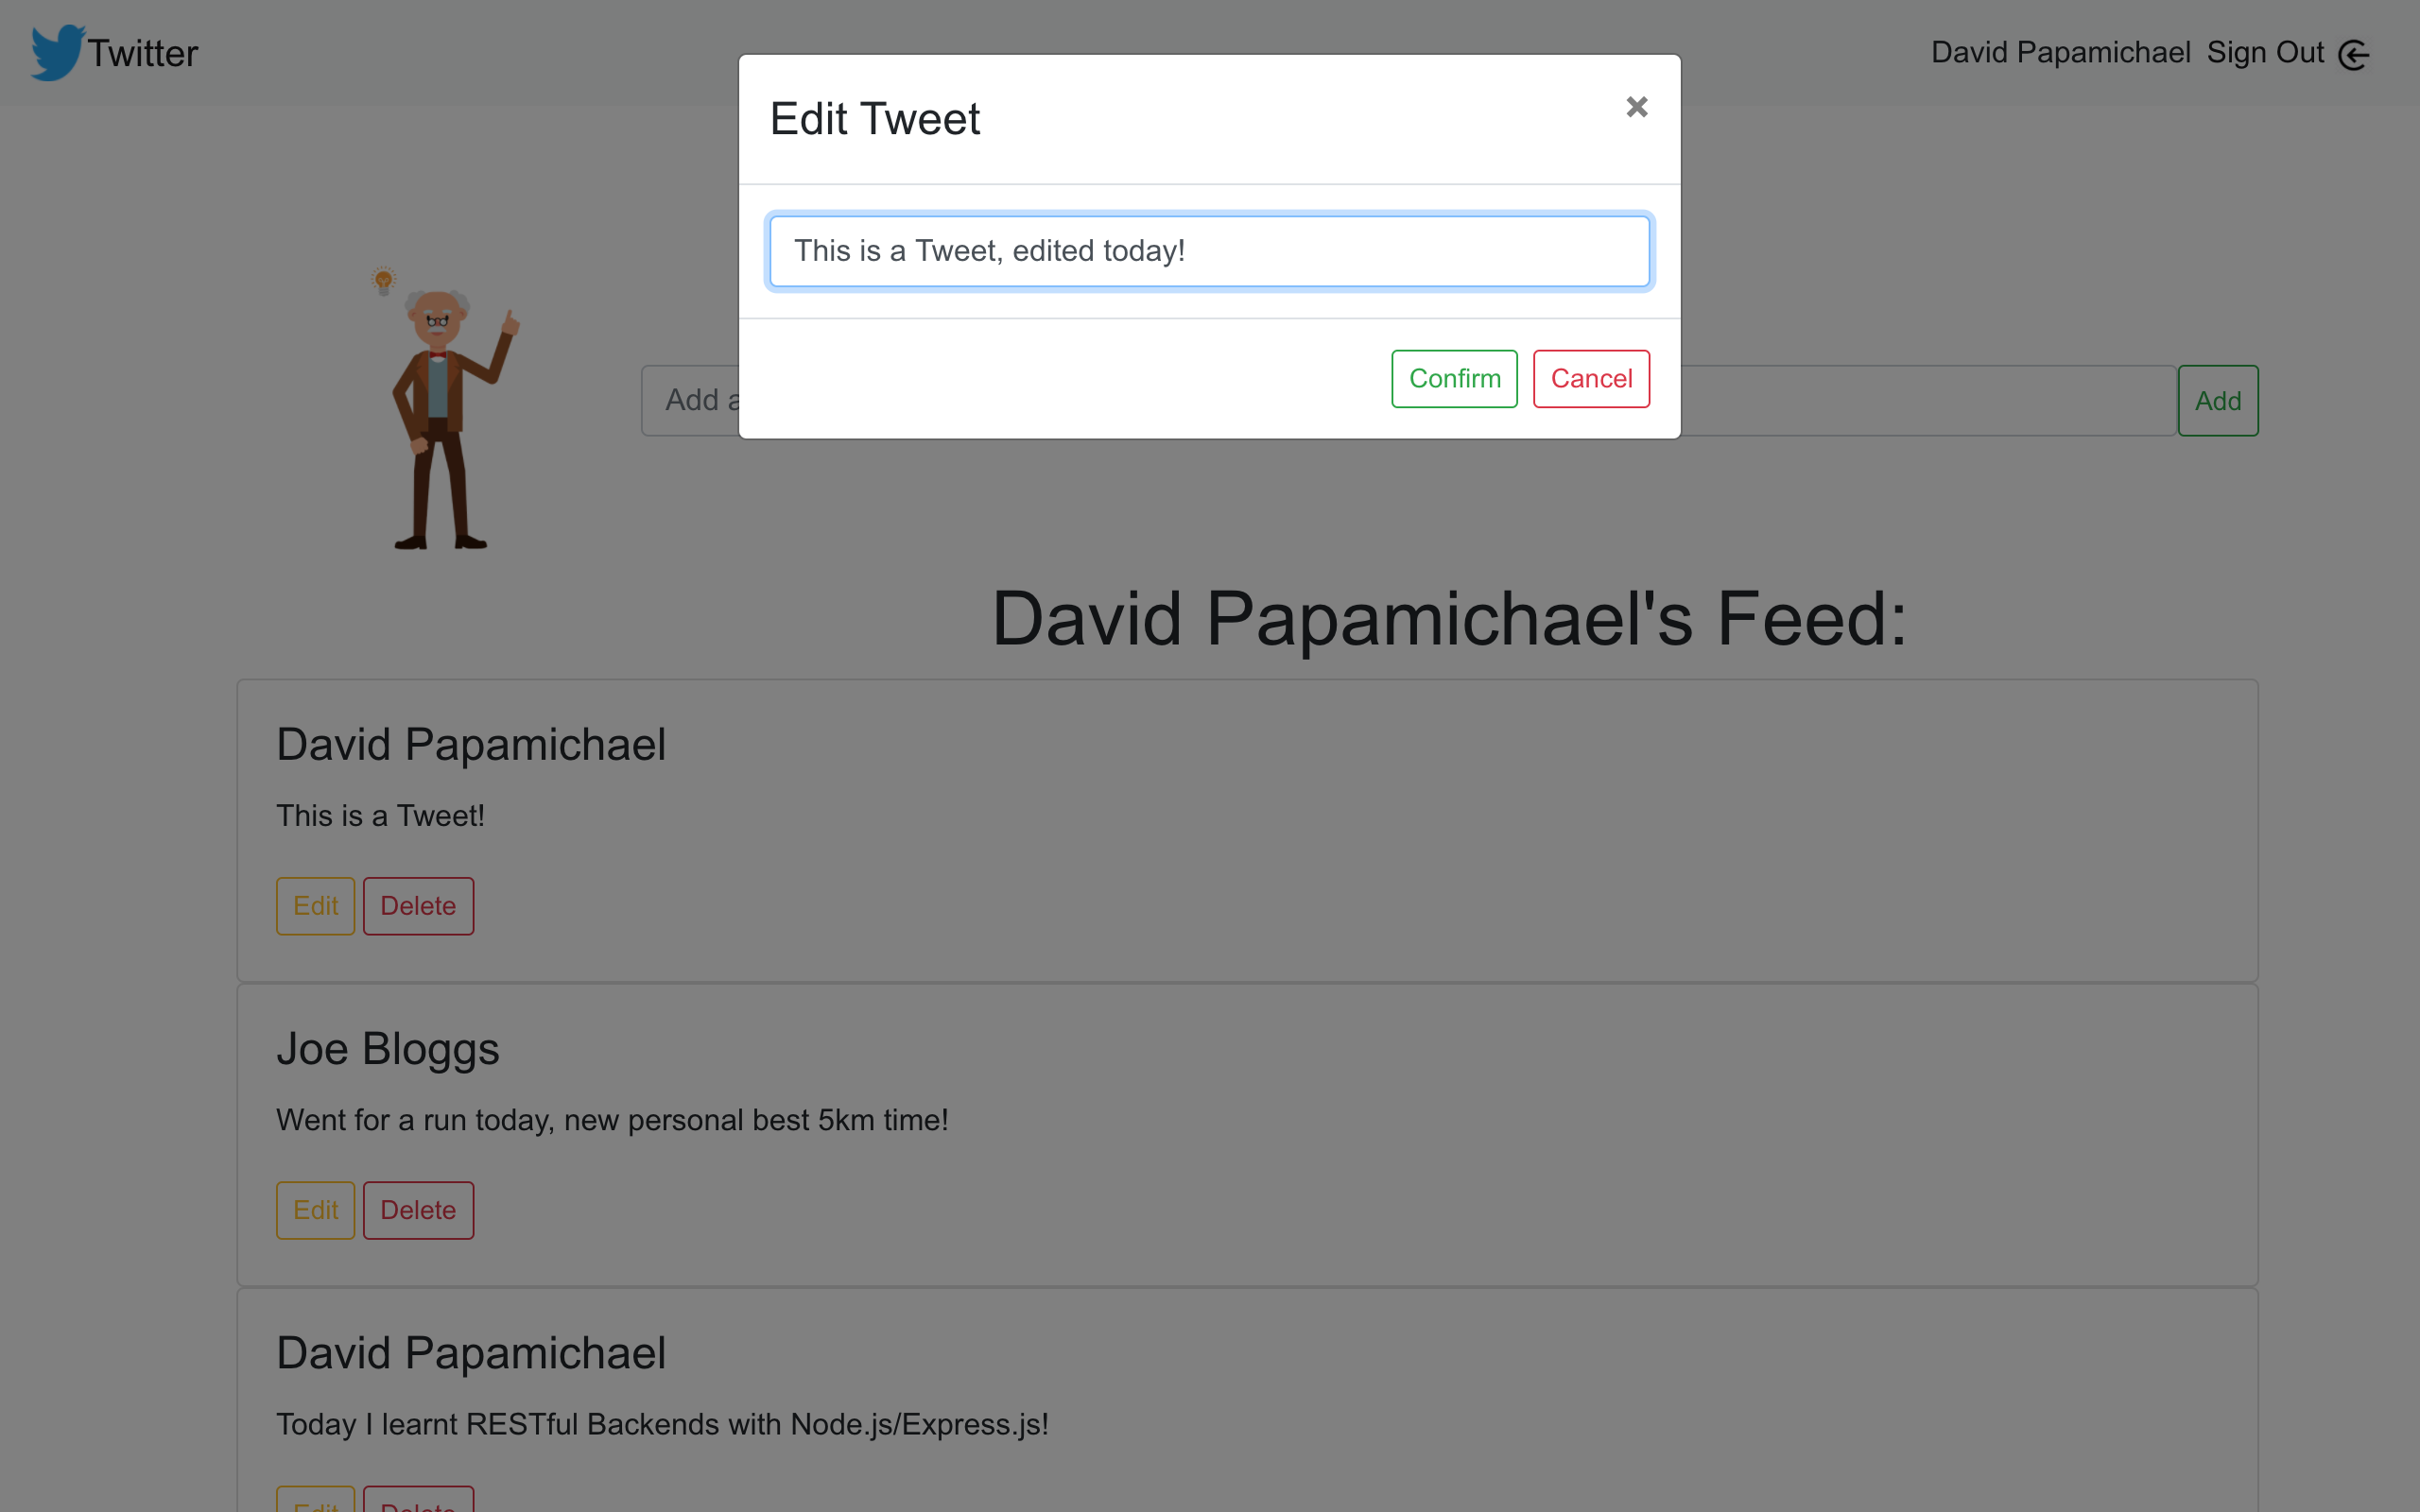 Twitter
David Papamichael Sign Out
Edit Tweet
×
This is a Tweet, edited today!
Confirm Cancel
Add a
Add
David Papamichael's Feed:
David Papamichael
This is a Tweet!
Edit Delete
Joe Bloggs
Went for a run today, new personal best 5km time!
Edit Delete
David Papamichael
Today I learnt RESTful Backends with Node.js/Express.js!
Edit Delete